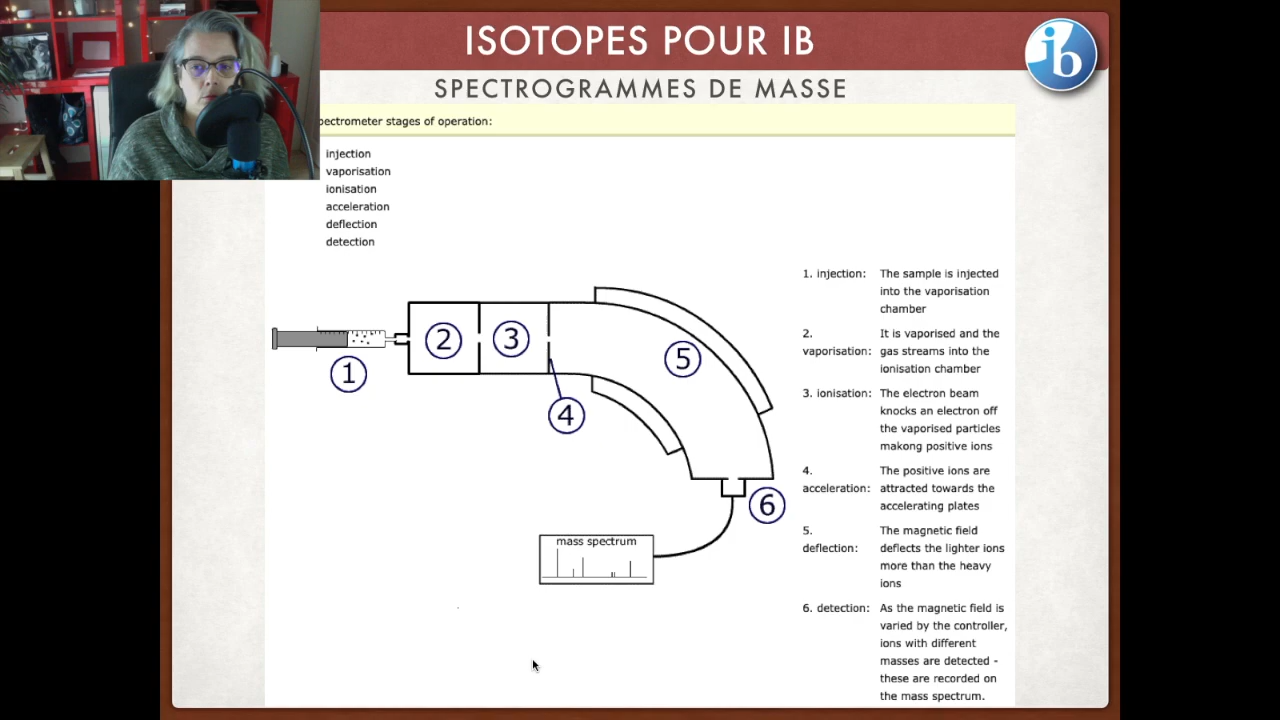 ISOTOPES POUR IB
ib
SPECTROGRAMMES DE MASSE
stages of operation:
injection
vaporisation
ionisation
acceleration
deflection
detection
1
2
3
4
5
6
mass spectrum
1. injection: The sample is injected
into the vaporisation
chamber
2. It is vaporised and the
vaporisation: gas streams into the
ionisation chamber
3. ionisation: The electron beam
knocks an electron off
the vaporised particles
makong positive ions
4. The positive ions are
acceleration: attracted towards the
accelerating plates
5. The magnetic field
deflection: deflects the lighter ions
more than the heavy
ions
6. detection: As the magnetic field is
varied by the controller,
ions with different
masses are detected -
these are recorded on
the mass spectrum.